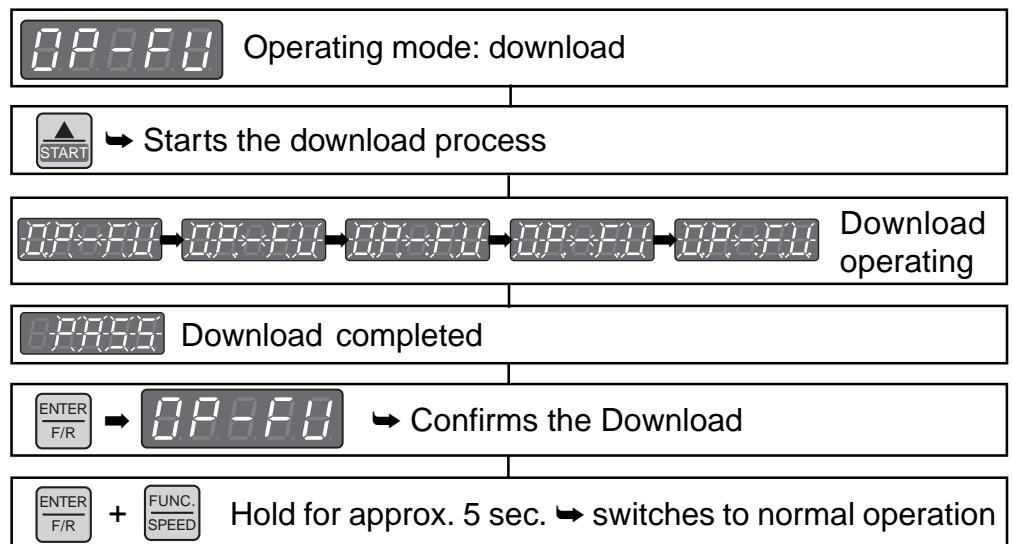 OP-FU Operating mode: download
▲ START ➥ Starts the download process
OP-FU ➡ OP-FU ➡ OP-FU ➡ OP-FU ➡ OP-FU Download
operating
PASS Download completed
ENTER F/R ➡ OP-FU ➥ Confirms the Download
ENTER F/R + FUNC. SPEED Hold for approx. 5 sec. ➥ switches to normal operation